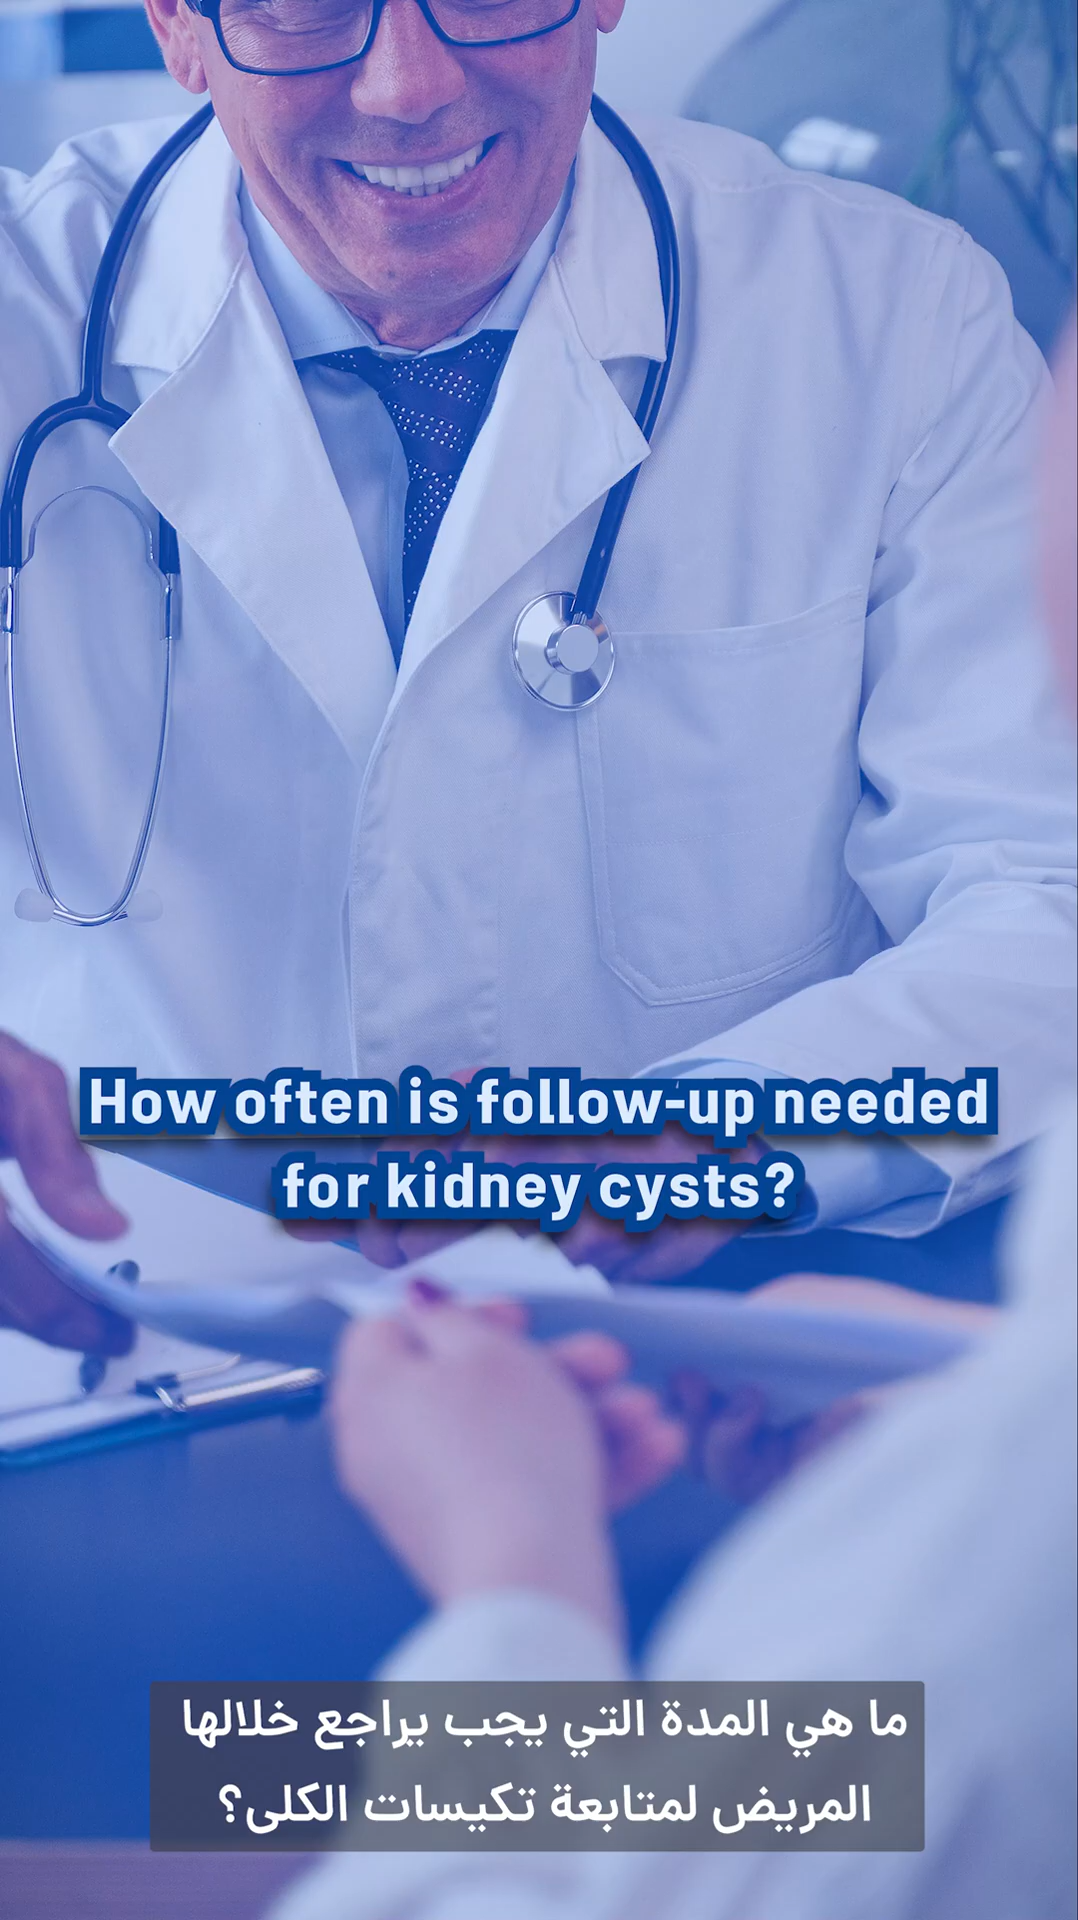 How often is follow-up needed
for kidney cysts?
ما هي المدة التي يجب يراجع خلالها
المريض لمتابعة تكيسات الكلى؟